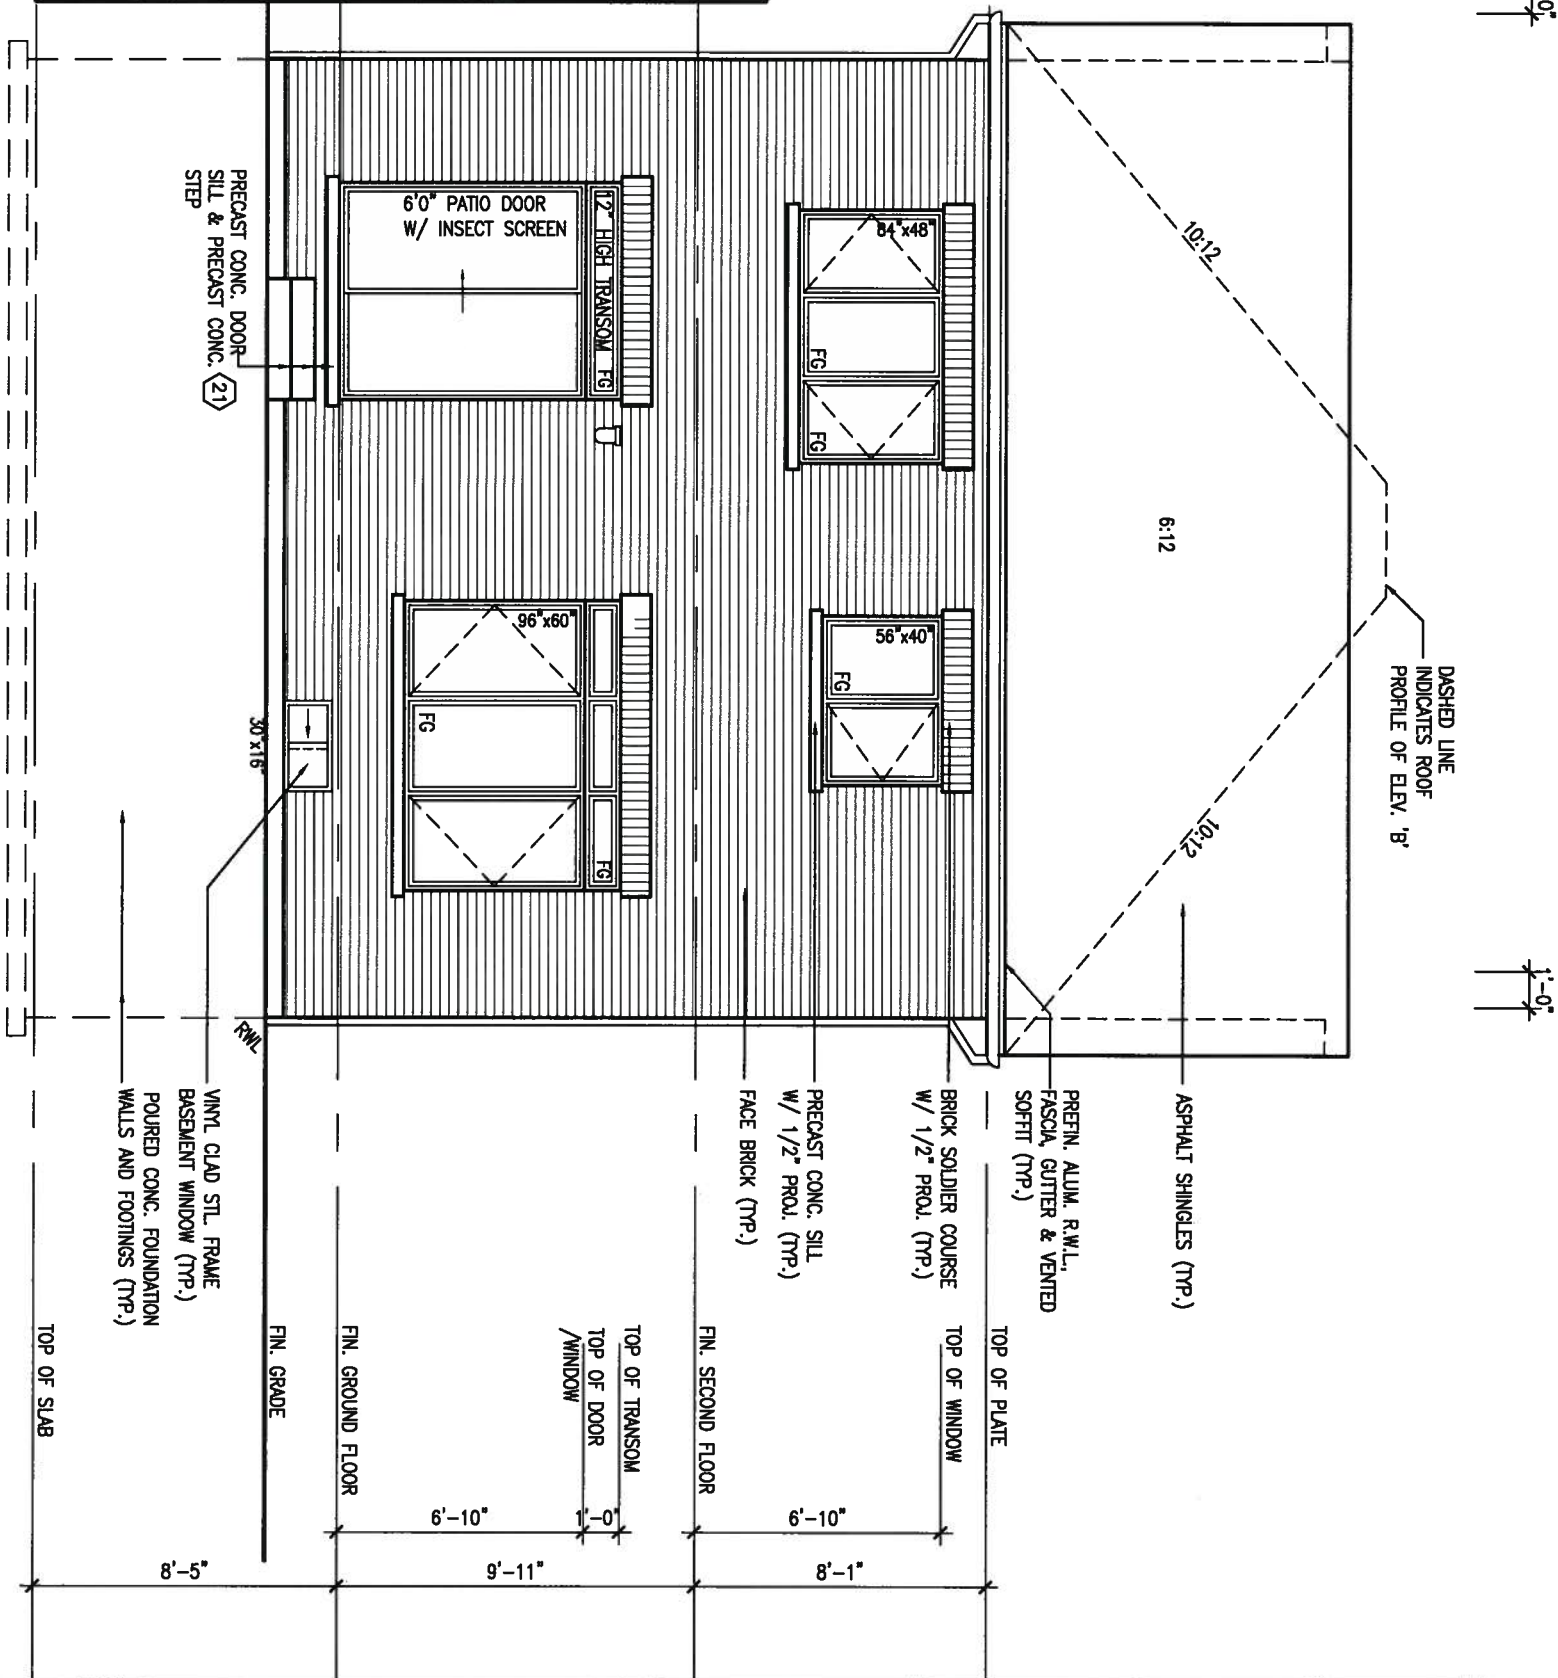 0"
1'-0"
DASHED LINE
INDICATES ROOF
PROFILE OF ELEV. 'B'
10:12
6:12
10:12
ASPHALT SHINGLES (TYP.)
PREFIN. ALUM. R.W.L.,
FASCIA, GUTTER & VENTED
SOFFIT (TYP.)
BRICK SOLDIER COURSE
W/ 1/2" PROJ. (TYP.)
PRECAST CONC. SILL
W/ 1/2" PROJ. (TYP.)
FACE BRICK (TYP.)
84"x48"
FG
FG
56"x40"
FG
12" HIGH TRANSOM FG
6'0" PATIO DOOR
W/ INSECT SCREEN
96"x60"
FG
FG
PRECAST CONC. DOOR
SILL & PRECAST CONC.
STEP
21
30"x16"
RWL
VINYL CLAD STL. FRAME
BASEMENT WINDOW (TYP.)
POURED CONC. FOUNDATION
WALLS AND FOOTINGS (TYP.)
TOP OF PLATE
TOP OF WINDOW
FIN. SECOND FLOOR
TOP OF TRANSOM
TOP OF DOOR
/WINDOW
FIN. GROUND FLOOR
FIN. GRADE
TOP OF SLAB
6'-10"
1'-0"
6'-10"
8'-1"
9'-11"
8'-5"